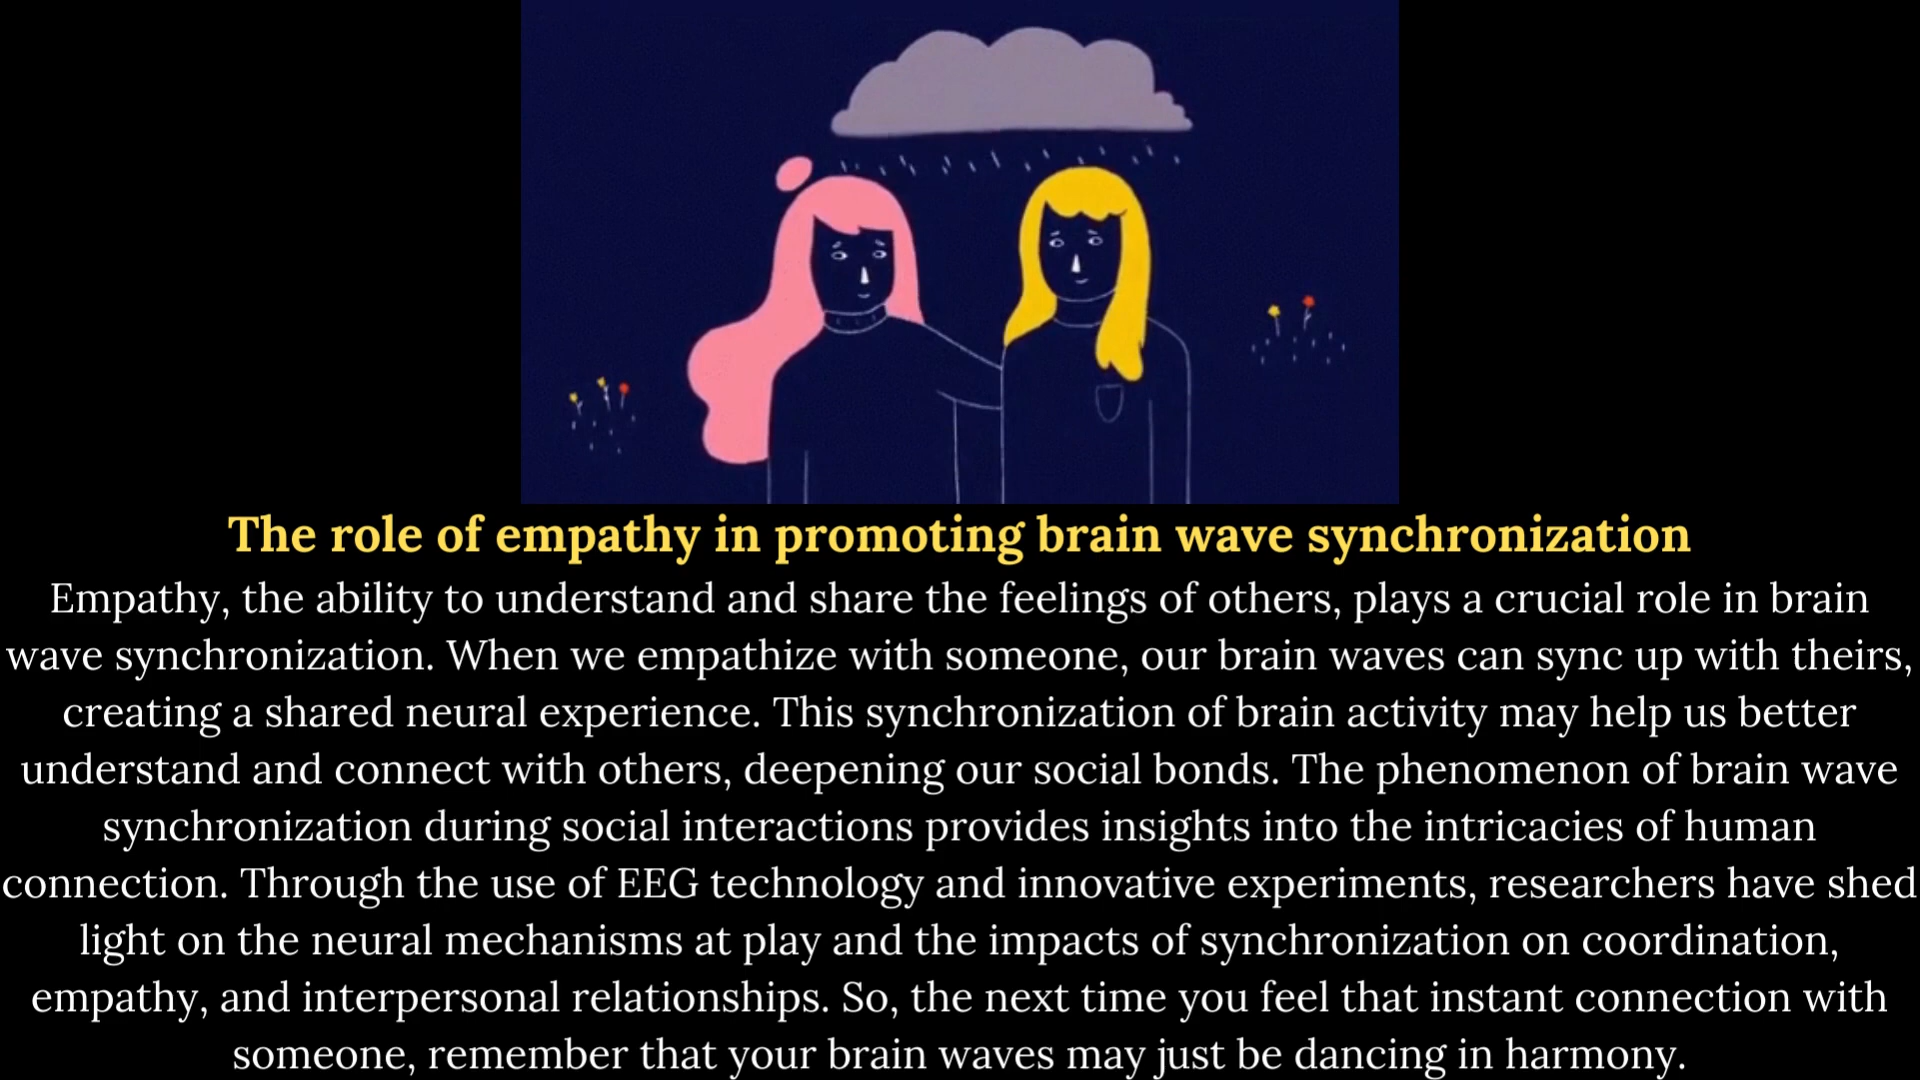 The role of empathy in promoting brain wave synchronization
Empathy, the ability to understand and share the feelings of others, plays a crucial role in brain
wave synchronization. When we empathize with someone, our brain waves can sync up with theirs,
creating a shared neural experience. This synchronization of brain activity may help us better
understand and connect with others, deepening our social bonds. The phenomenon of brain wave
synchronization during social interactions provides insights into the intricacies of human
connection. Through the use of EEG technology and innovative experiments, researchers have shed
light on the neural mechanisms at play and the impacts of synchronization on coordination,
empathy, and interpersonal relationships. So, the next time you feel that instant connection with
someone, remember that your brain waves may just be dancing in harmony.